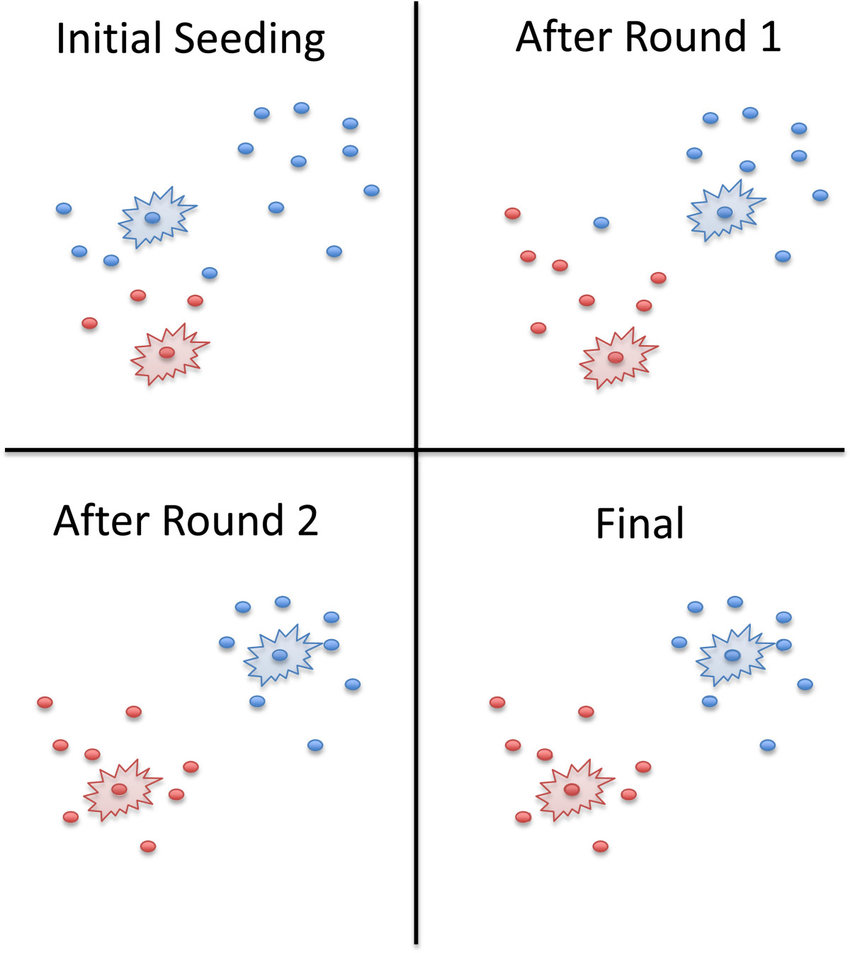 Initial Seeding
After Round 1
After Round 2
Final